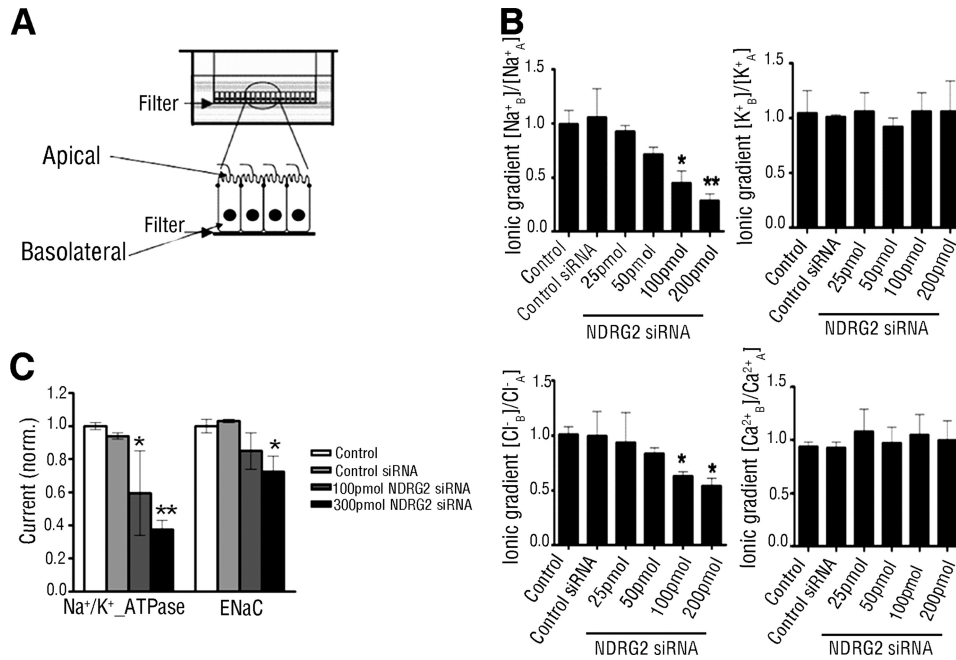 A
Filter
Apical
Filter
Basolateral
B
Ionic gradient [Na⁺B]/[Na⁺A]
1.5
1.0
0.5
0.0
Control
Control siRNA
25pmol
50pmol
100pmol
200pmol
* **
NDRG2 siRNA
Ionic gradient [K⁺B]/[K⁺A]
1.5
1.0
0.5
0.0
Control
Control siRNA
25pmol
50pmol
100pmol
200pmol
NDRG2 siRNA
C
Current (norm.)
1.2
1.0
0.8
0.6
0.4
0.2
0.0
* ** *
Na⁺/K⁺_ATPase
ENaC
Control
Control siRNA
100pmol NDRG2 siRNA
300pmol NDRG2 siRNA
Ionic gradient [Cl⁻B]/Cl⁻A]
1.5
1.0
0.5
0.0
Control
Control siRNA
25pmol
50pmol
100pmol
200pmol
* *
NDRG2 siRNA
Ionic gradient [Ca²⁺B]/Ca²⁺A]
1.5
1.0
0.5
0.0
Control
Control siRNA
25pmol
50pmol
100pmol
200pmol
NDRG2 siRNA